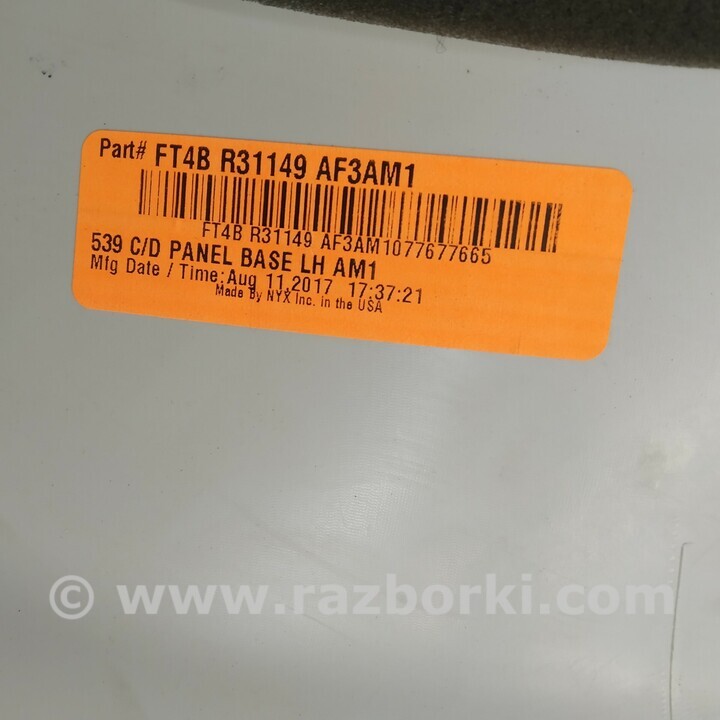 Part# FT4B R31149 AF3AM1
FT4B R31149 AF3AM1077677665
539 C/D PANEL BASE LH AM1
Mfg Date / Time:Aug 11,2017 17:37:21
Made By NYX Inc. in the USA
© www.razborki.com